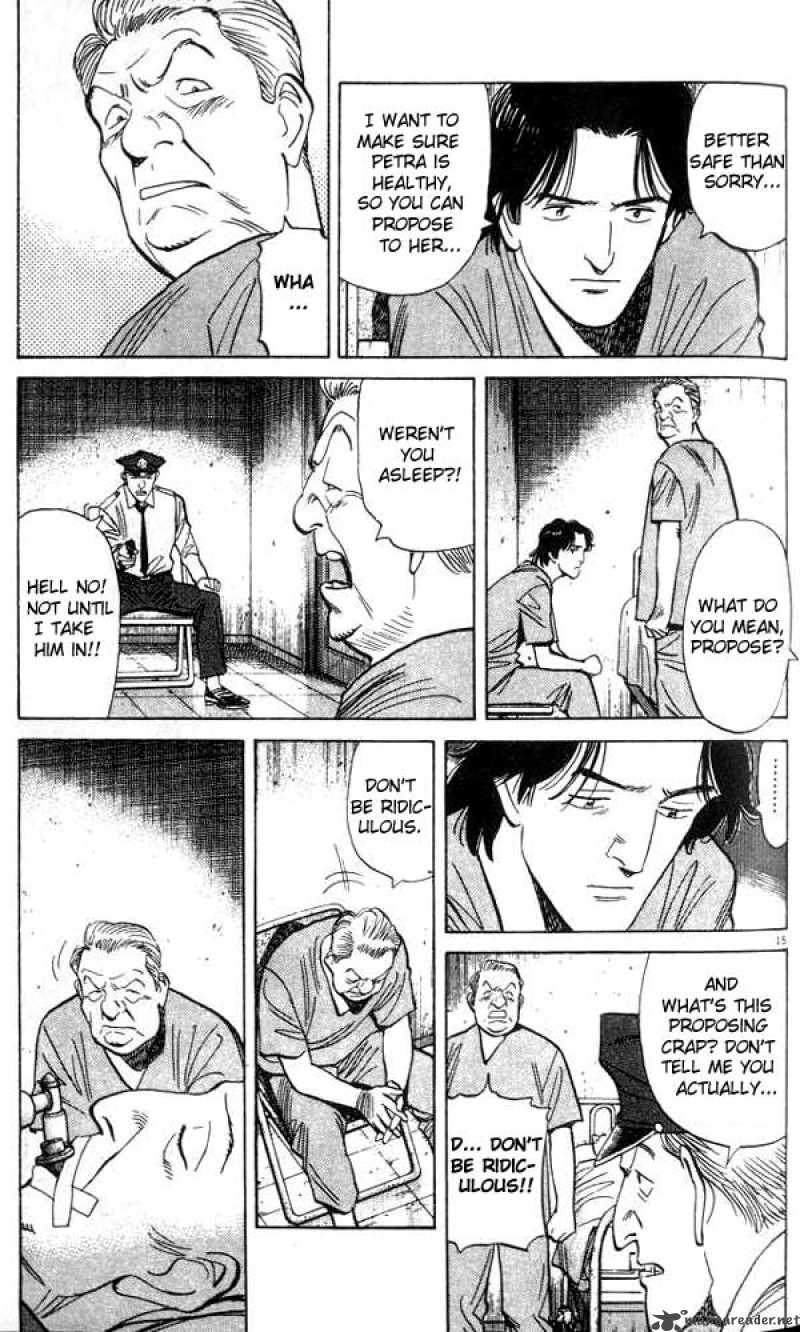 BETTER
SAFE THAN
SORRY...
I WANT TO
MAKE SURE
PETRA IS
HEALTHY,
SO YOU CAN
PROPOSE
TO HER...
WHA
...
WHAT DO
YOU MEAN,
PROPOSE?
WEREN'T
YOU
ASLEEP?!
HELL NO!
NOT UNTIL
I TAKE
HIM IN!!
........
15
AND
WHAT'S THIS
PROPOSING
CRAP? DON'T
TELL ME YOU
ACTUALLY...
D... DON'T
BE RIDIC-
ULOUS!!
DON'T
BE RIDIC-
ULOUS.
mangareader.net